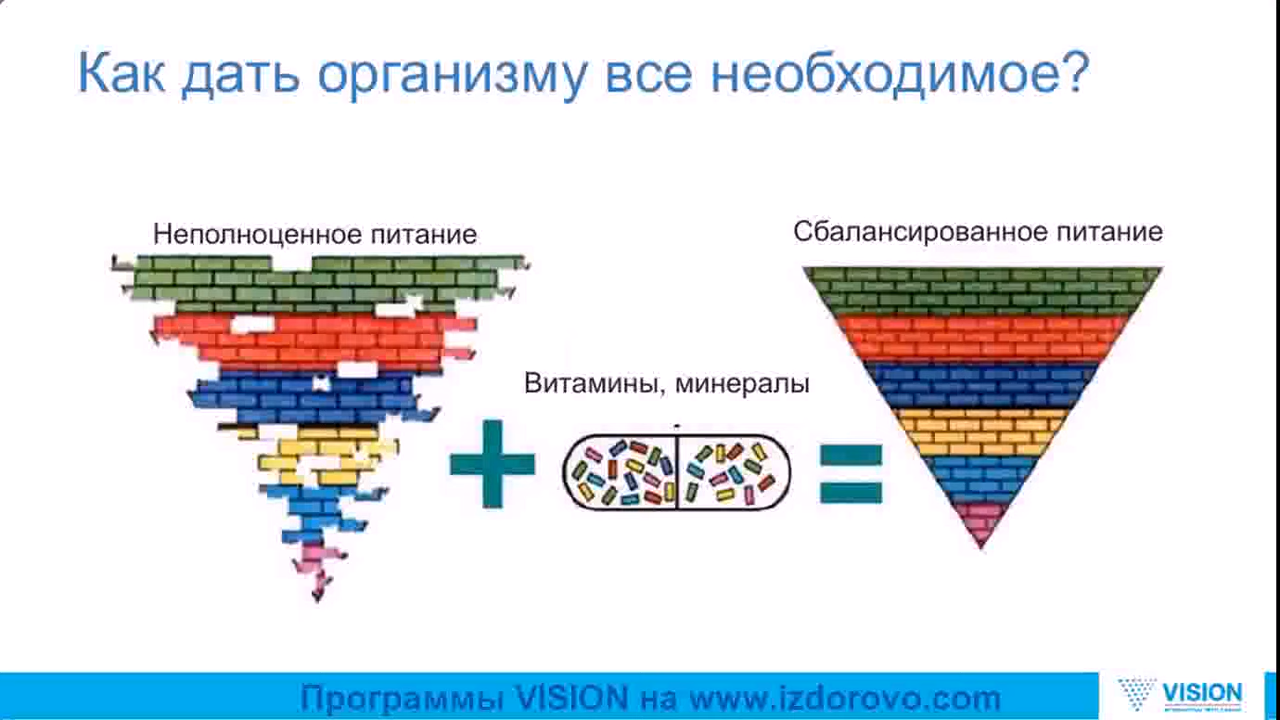 Как дать организму все необходимое?
Неполноценное питание
Сбалансированное питание
Витамины, минералы
Программы VISION на www.izdorovo.com
VISION